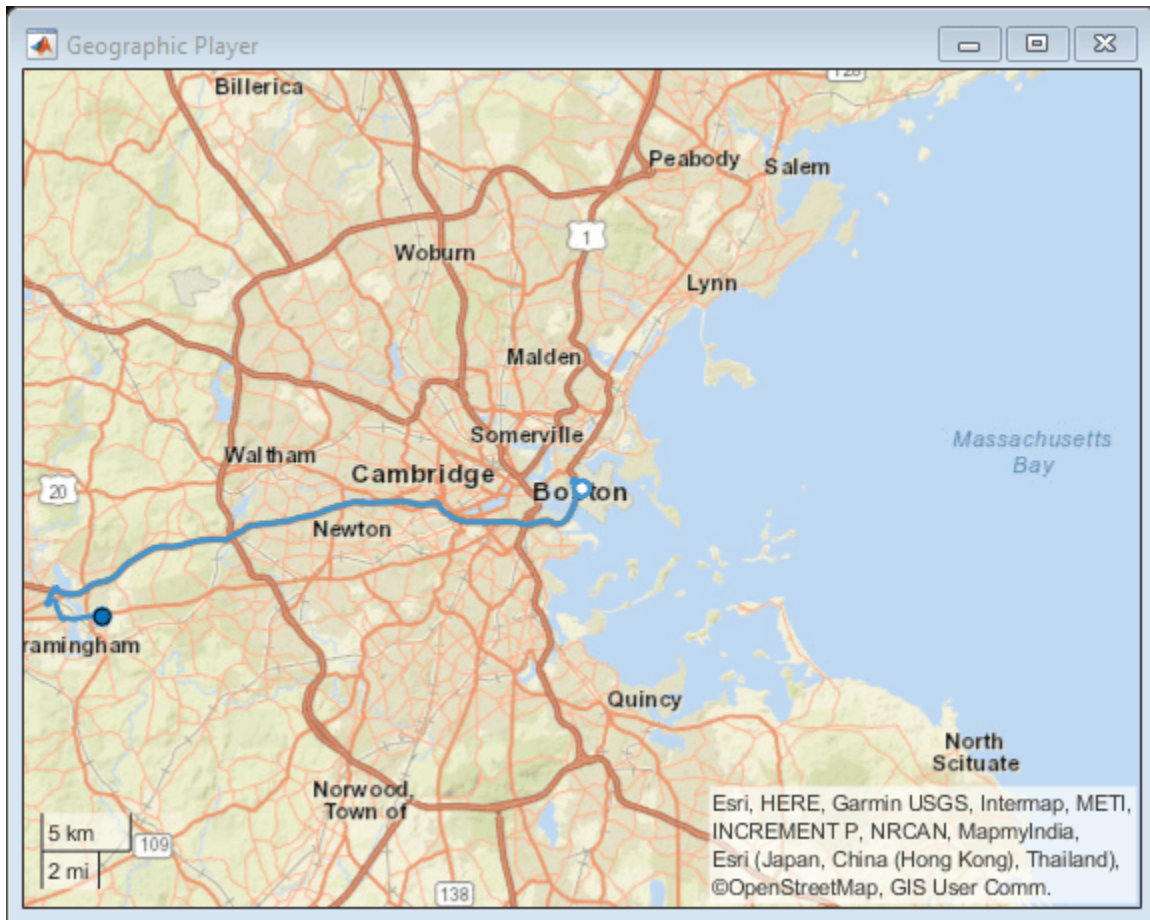 Geographic Player
Billerica
128
Peabody
Salem
1
Woburn
Lynn
Malden
Somerville
Massachusetts
Bay
Waltham
Cambridge
20
Boston
Newton
ramingham
Quincy
North
Scituate
Norwood,
Town of
5 km
2 mi
109
138
Esri, HERE, Garmin USGS, Intermap, METI,
INCREMENT P, NRCAN, MapmyIndia,
Esri (Japan, China (Hong Kong), Thailand),
©OpenStreetMap, GIS User Comm.